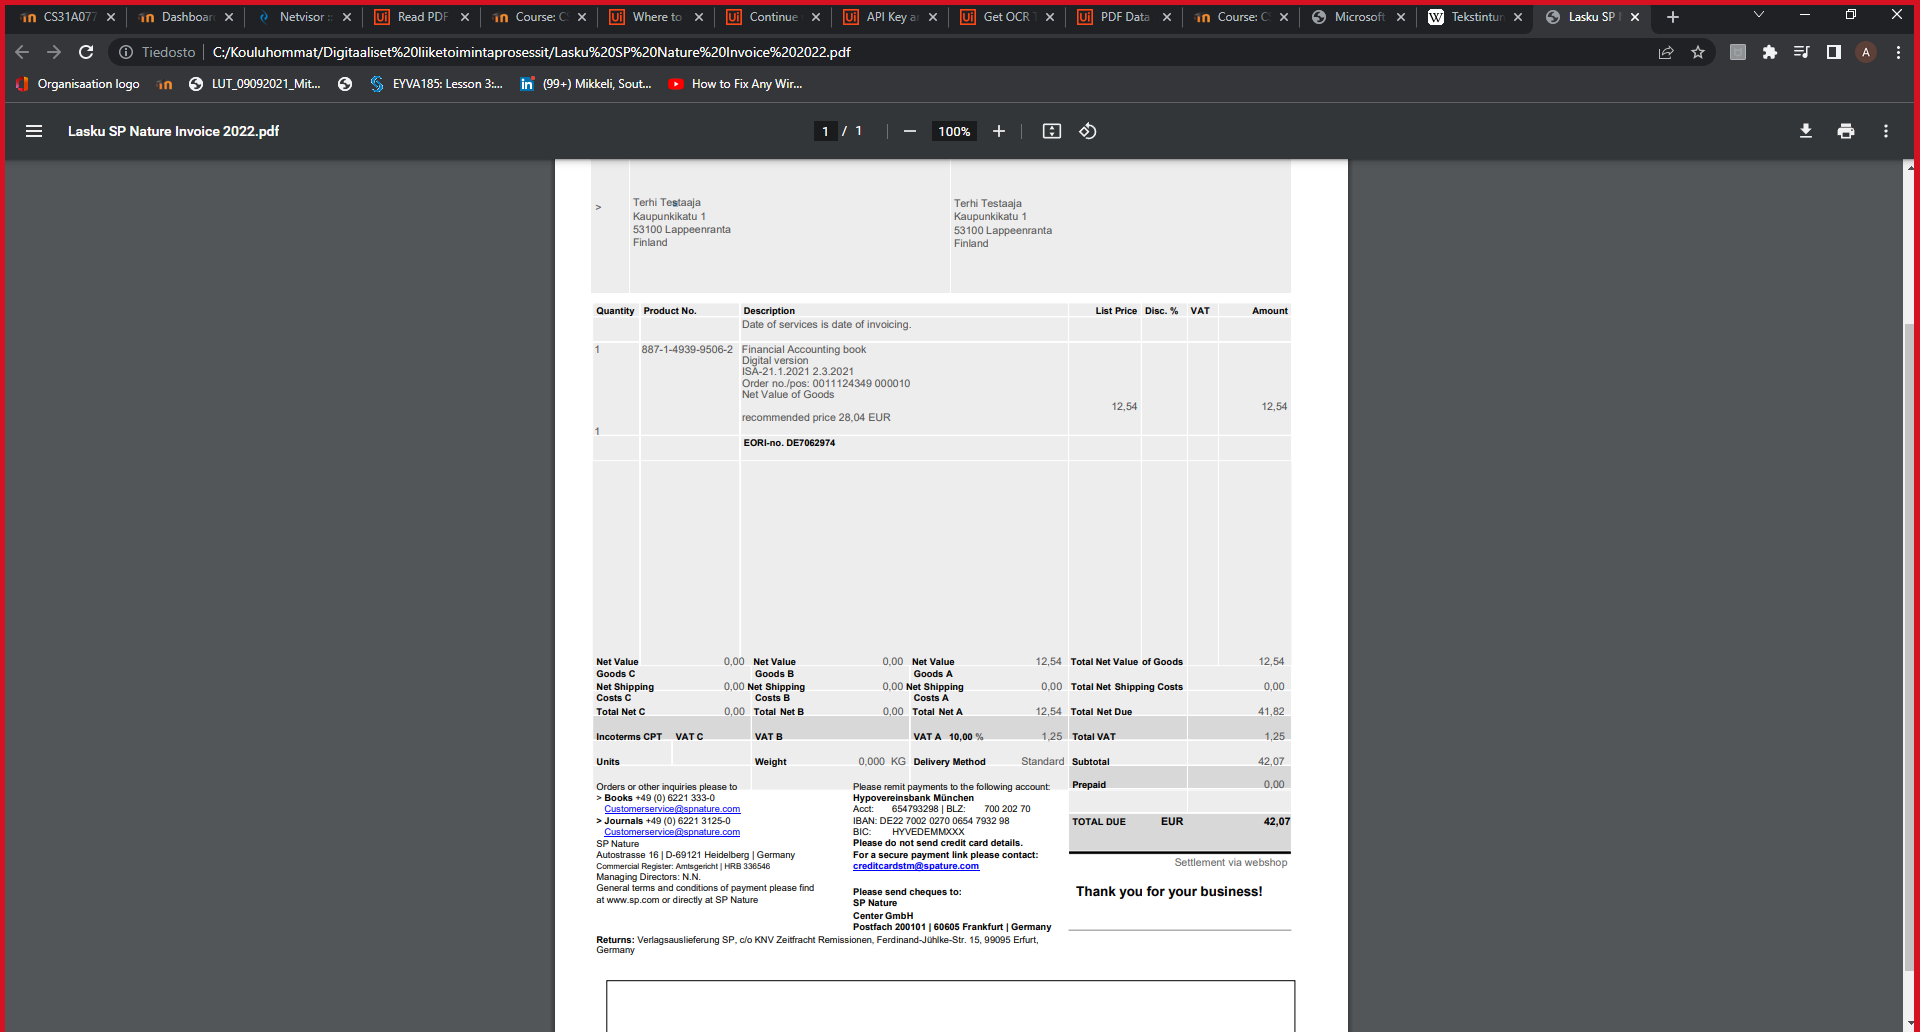 CS31A077 Dashboar Netvisor Read PDF Course: C Where to Continue API Key a Get OCR PDF Data Course: C Microsoft Tekstintun Lasku SP
Tiedosto C:/Kouluhommat/Digitaaliset%20liiketoimintaprosessit/Lasku%20SP%20Nature%20Invoice%202022.pdf A
Organisaation logo LUT_09092021_Mit... EYVA185: Lesson 3:... (99+) Mikkeli, Sout... How to Fix Any Wir...
Lasku SP Nature Invoice 2022.pdf 1 / 1 100%
> Terhi Testaaja Terhi Testaaja
Kaupunkikatu 1 Kaupunkikatu 1
53100 Lappeenranta 53100 Lappeenranta
Finland Finland
Quantity Product No. Description List Price Disc. % VAT Amount
Date of services is date of invoicing.
1 887-1-4939-9506-2 Financial Accounting book
Digital version
ISA-21.1.2021 2.3.2021
Order no./pos: 0011124349 000010
Net Value of Goods
12,54 12,54
recommended price 28,04 EUR
1
EORI-no. DE7062974
Net Value 0,00 Net Value 0,00 Net Value 12,54 Total Net Value of Goods 12,54
Goods C Goods B Goods A
Net Shipping 0,00 Net Shipping 0,00 Net Shipping 0,00 Total Net Shipping Costs 0,00
Costs C Costs B Costs A
Total Net C 0,00 Total Net B 0,00 Total Net A 12,54 Total Net Due 41,82
Incoterms CPT VAT C VAT B VAT A 10,00 % 1,25 Total VAT 1,25
Units Weight 0,000 KG Delivery Method Standard Subtotal 42,07
Prepaid 0,00
TOTAL DUE EUR 42,07
Settlement via webshop
Thank you for your business!
Orders or other inquiries please to
> Books +49 (0) 6221 333-0
Customerservice@spnature.com
> Journals +49 (0) 6221 3125-0
Customerservice@spnature.com
SP Nature
Autostrasse 16 | D-69121 Heidelberg | Germany
Commercial Register: Amtsgericht | HRB 336546
Managing Directors: N.N.
General terms and conditions of payment please find
at www.sp.com or directly at SP Nature
Please remit payments to the following account:
Hypovereinsbank München
Acct: 654793298 | BLZ: 700 202 70
IBAN: DE22 7002 0270 0654 7932 98
BIC: HYVEDEMMXXX
Please do not send credit card details.
For a secure payment link please contact:
creditcardstm@spature.com
Please send cheques to:
SP Nature
Center GmbH
Postfach 200101 | 60605 Frankfurt | Germany
Returns: Verlagsauslieferung SP, c/o KNV Zeitfracht Remissionen, Ferdinand-Jühlke-Str. 15, 99095 Erfurt,
Germany